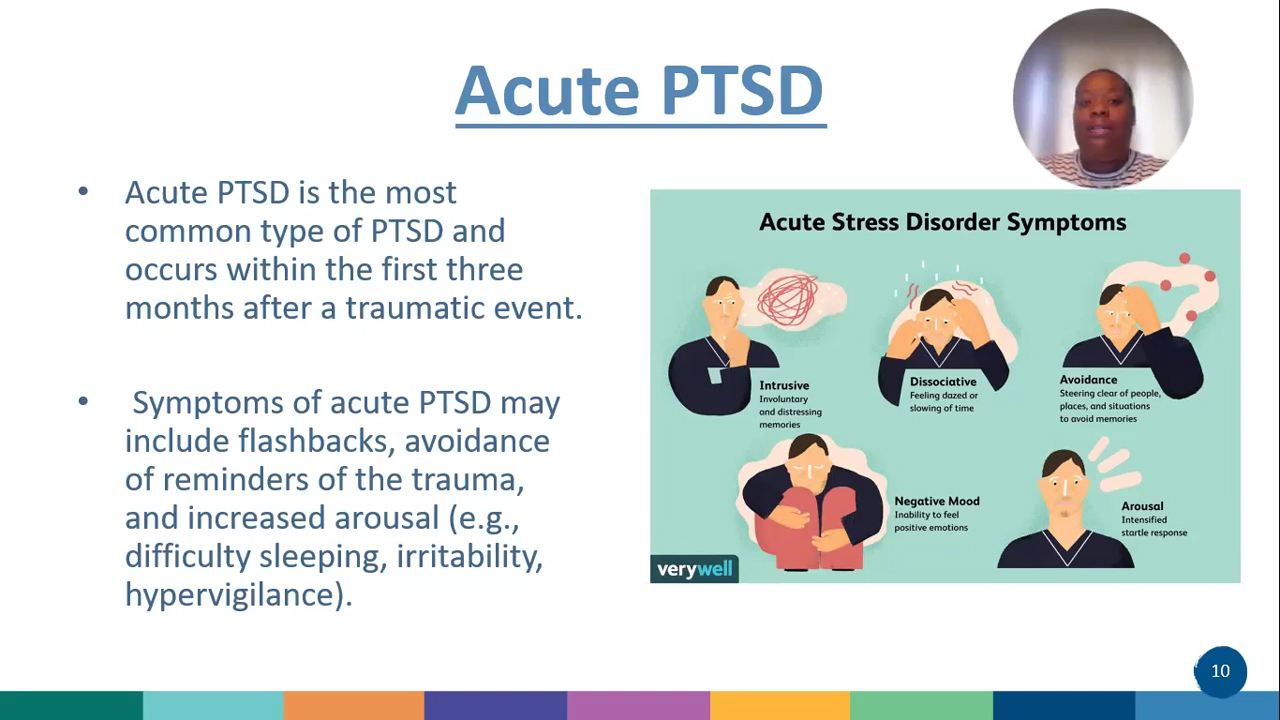 Acute PTSD
• Acute PTSD is the most
common type of PTSD and
occurs within the first three
months after a traumatic event.
• Symptoms of acute PTSD may
include flashbacks, avoidance
of reminders of the trauma,
and increased arousal (e.g.,
difficulty sleeping, irritability,
hypervigilance).
Acute Stress Disorder Symptoms
Intrusive
Involuntary
and distressing
memories
Dissociative
Feeling dazed or
slowing of time
Avoidance
Steering clear of people,
places, and situations
to avoid memories
Negative Mood
Inability to feel
positive emotions
Arousal
Intensified
startle response
verywell
10